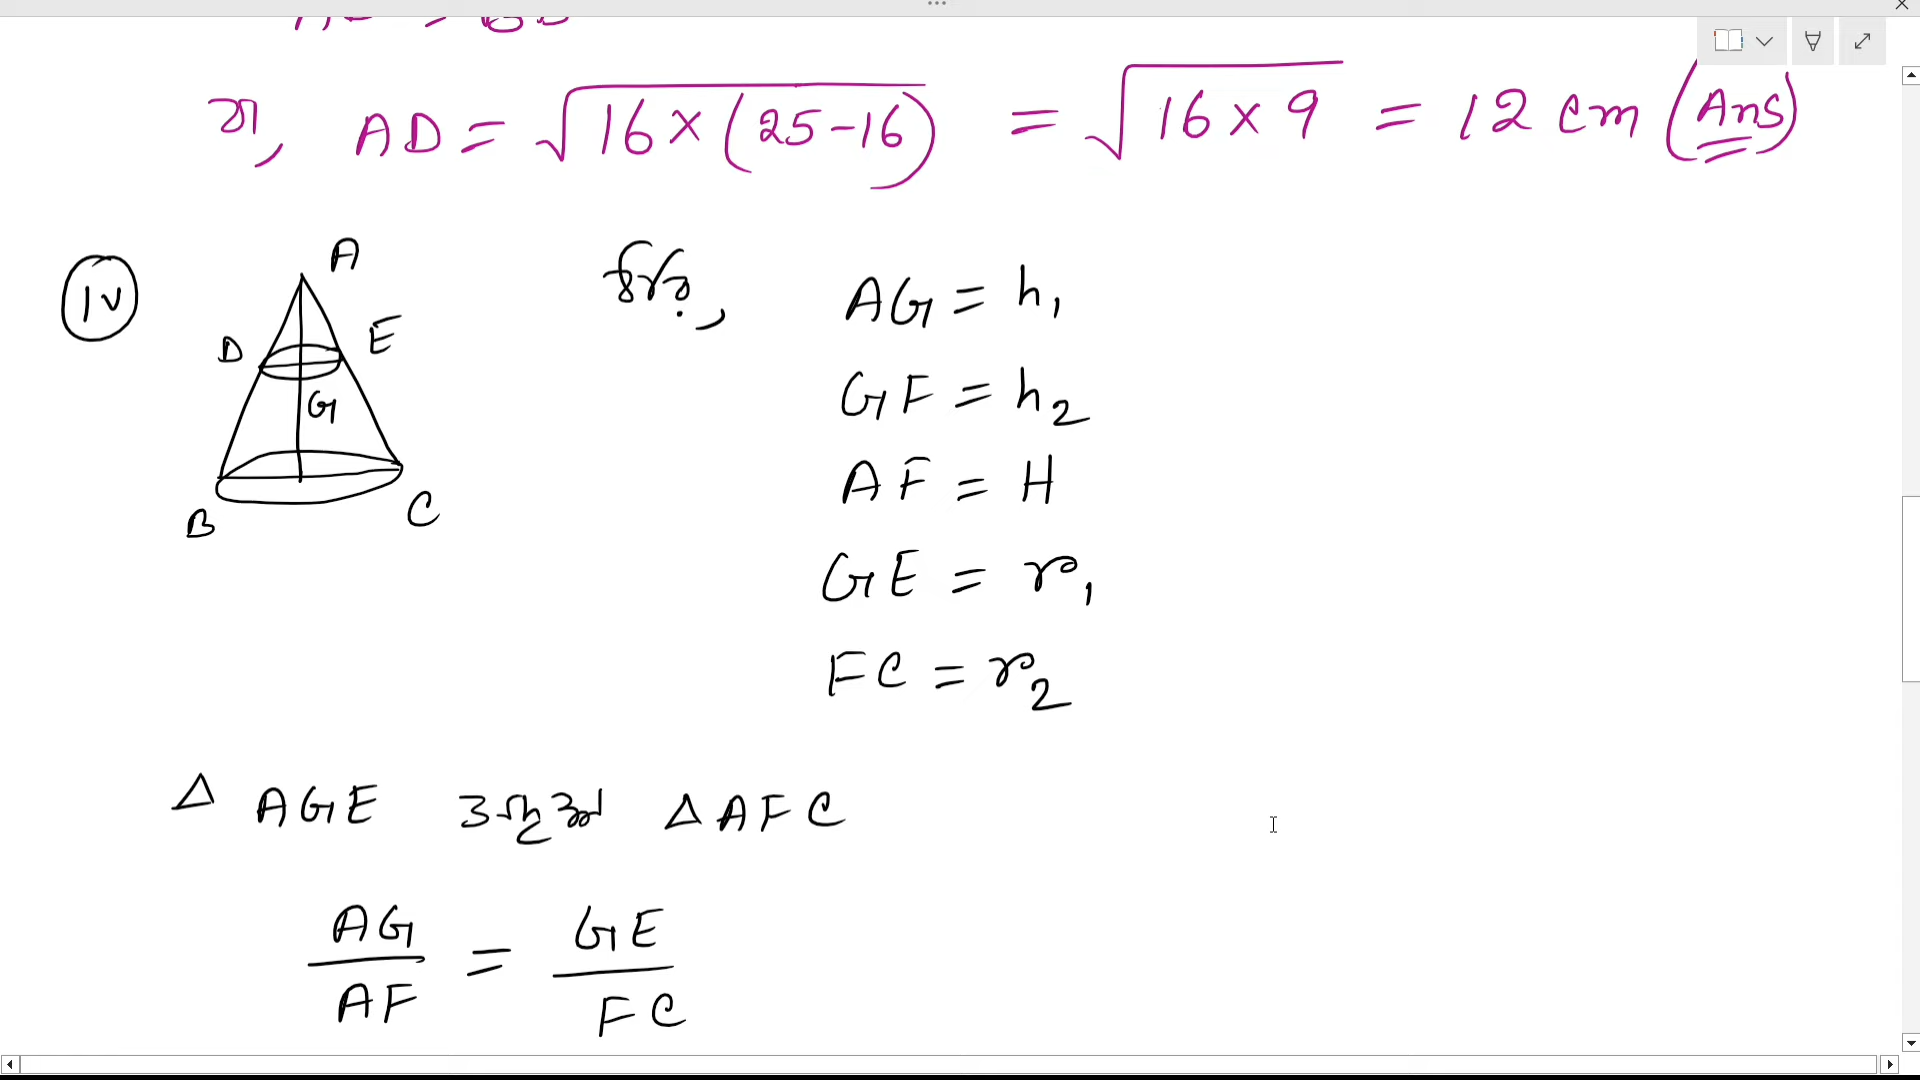 বা, AD = √16×(25-16) = √16×9 = 12 cm (Ans)
iv
A
D E
G
B C
ধরি, AG = h₁
GF = h₂
AF = H
GE = r₁
FC = r₂
Δ AGE এবং Δ AFC
AG/AF = GE/FC